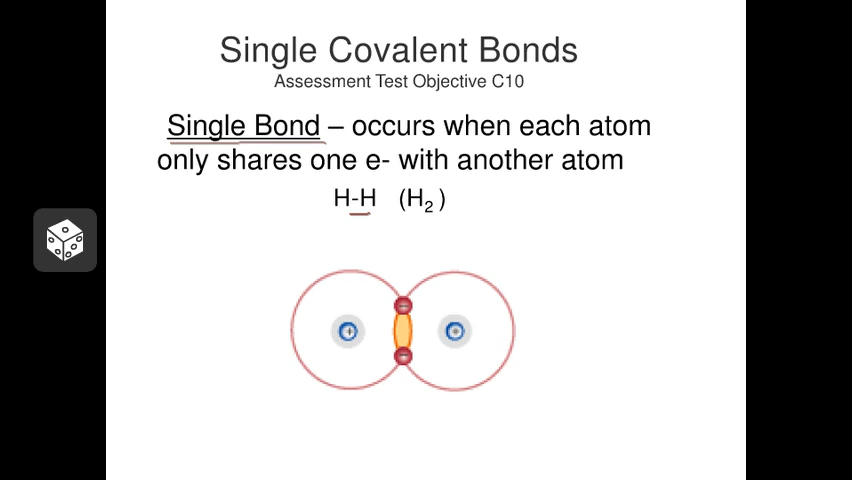 Single Covalent Bonds
Assessment Test Objective C10
Single Bond – occurs when each atom
only shares one e- with another atom
H-H (H₂ )